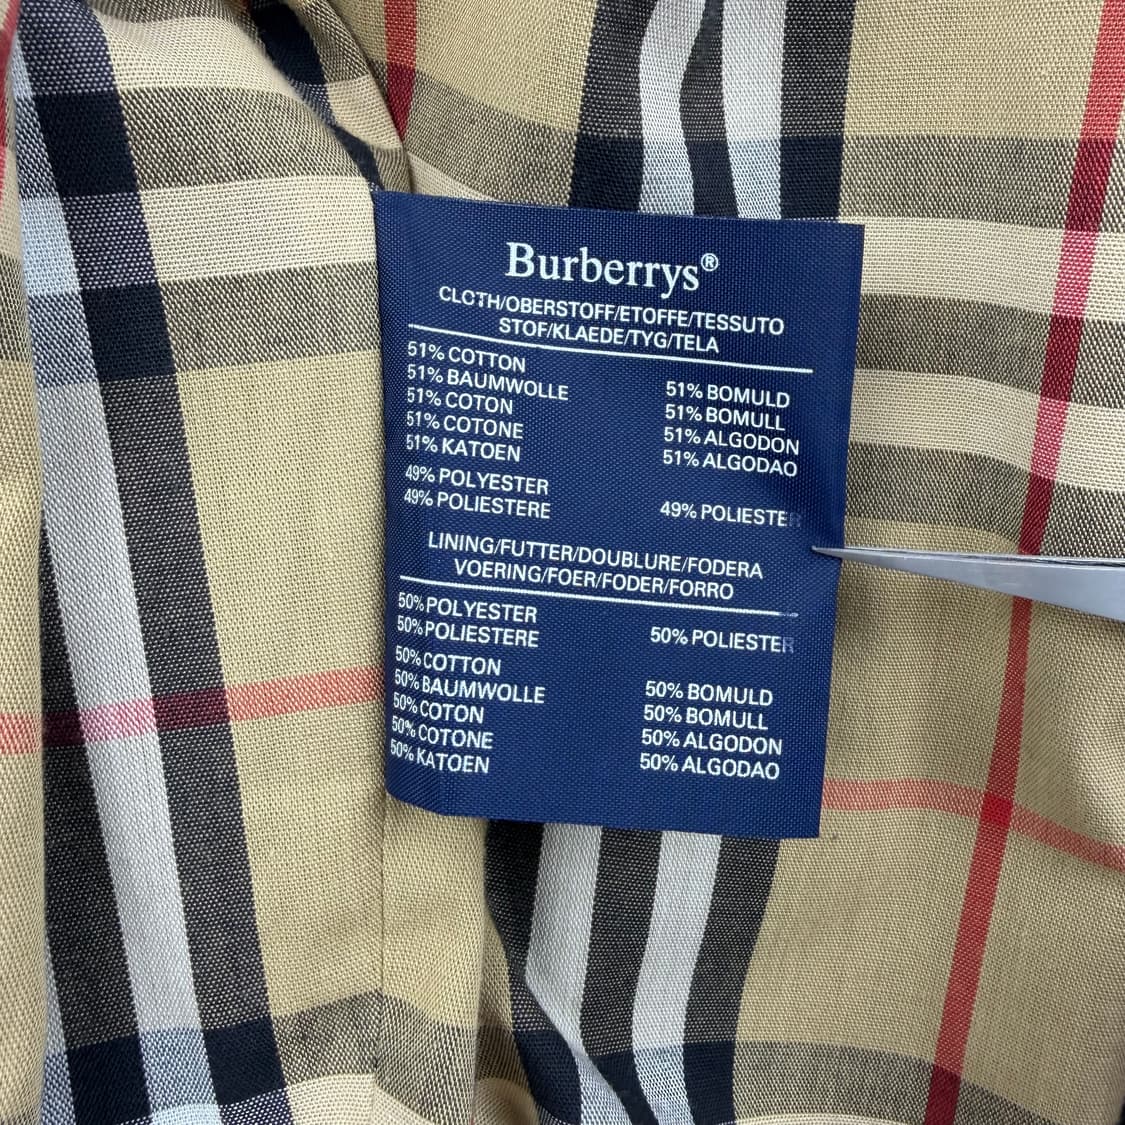 Burberrys®
CLOTH/OBERSTOFF/ETOFFE/TESSUTO
STOF/KLAEDE/TYG/TELA
51% COTTON
51% BAUMWOLLE
51% COTON
51% COTONE
51% KATOEN
51% BOMULD
51% BOMULL
51% ALGODON
51% ALGODAO
49% POLYESTER
49% POLIESTERE
49% POLIESTER
LINING/FUTTER/DOUBLURE/FODERA
VOERING/FOER/FODER/FORRO
50% POLYESTER
50% POLIESTERE
50% POLIESTER
50% COTTON
50% BAUMWOLLE
50% COTON
50% COTONE
50% KATOEN
50% BOMULD
50% BOMULL
50% ALGODON
50% ALGODAO